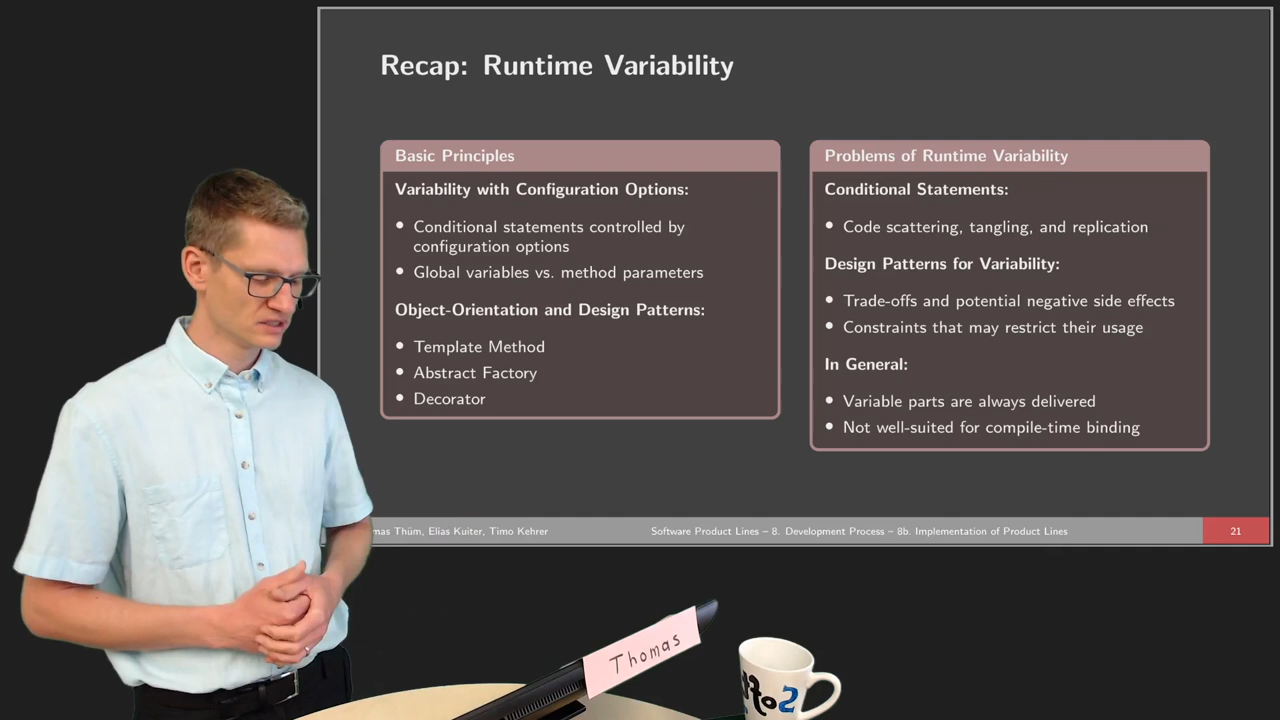 Recap: Runtime Variability
Basic Principles
Variability with Configuration Options:
• Conditional statements controlled by
configuration options
• Global variables vs. method parameters
Object-Orientation and Design Patterns:
• Template Method
• Abstract Factory
• Decorator
Problems of Runtime Variability
Conditional Statements:
• Code scattering, tangling, and replication
Design Patterns for Variability:
• Trade-offs and potential negative side effects
• Constraints that may restrict their usage
In General:
• Variable parts are always delivered
• Not well-suited for compile-time binding
mas Thüm, Elias Kuiter, Timo Kehrer
Software Product Lines – 8. Development Process – 8b. Implementation of Product Lines
21
Thomas